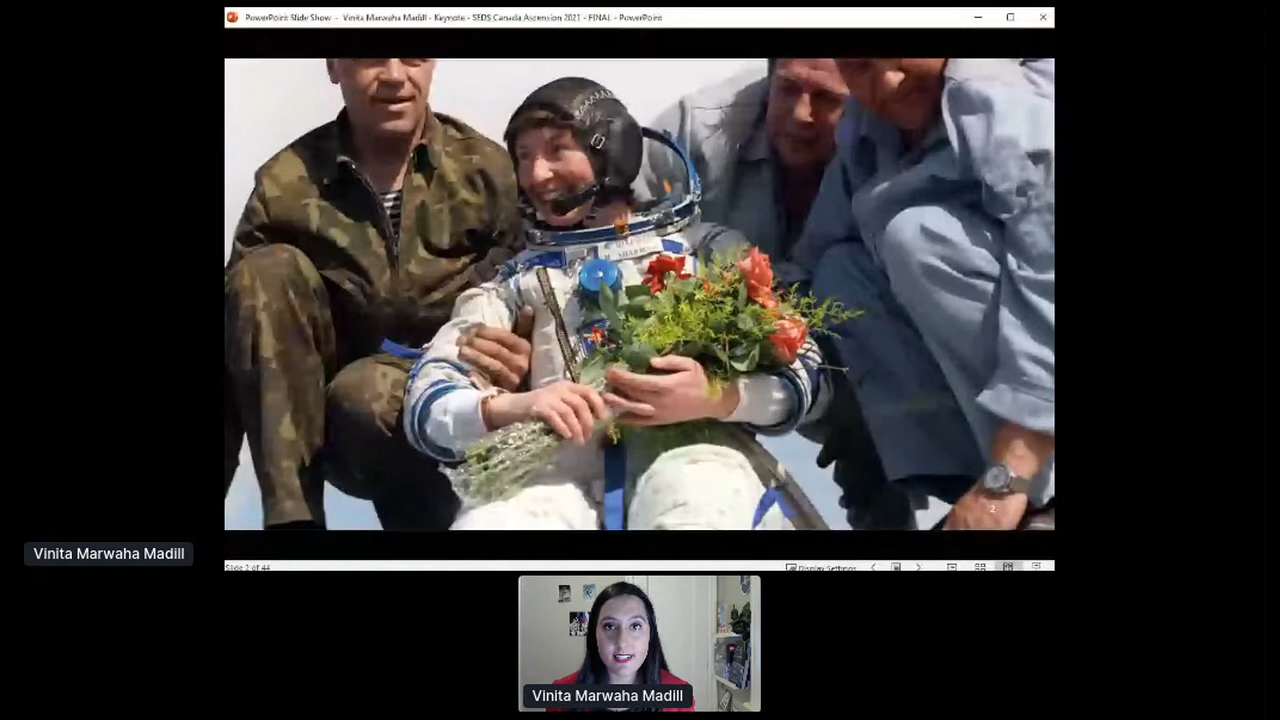 PowerPoint Slide Show - Vinita Marwaha Madill - Keynote - SEDS Canada Ascension 2021 - FINAL - PowerPoint
2
Vinita Marwaha Madill
Slide 2 of 44
Display Settings
Vinita Marwaha Madill